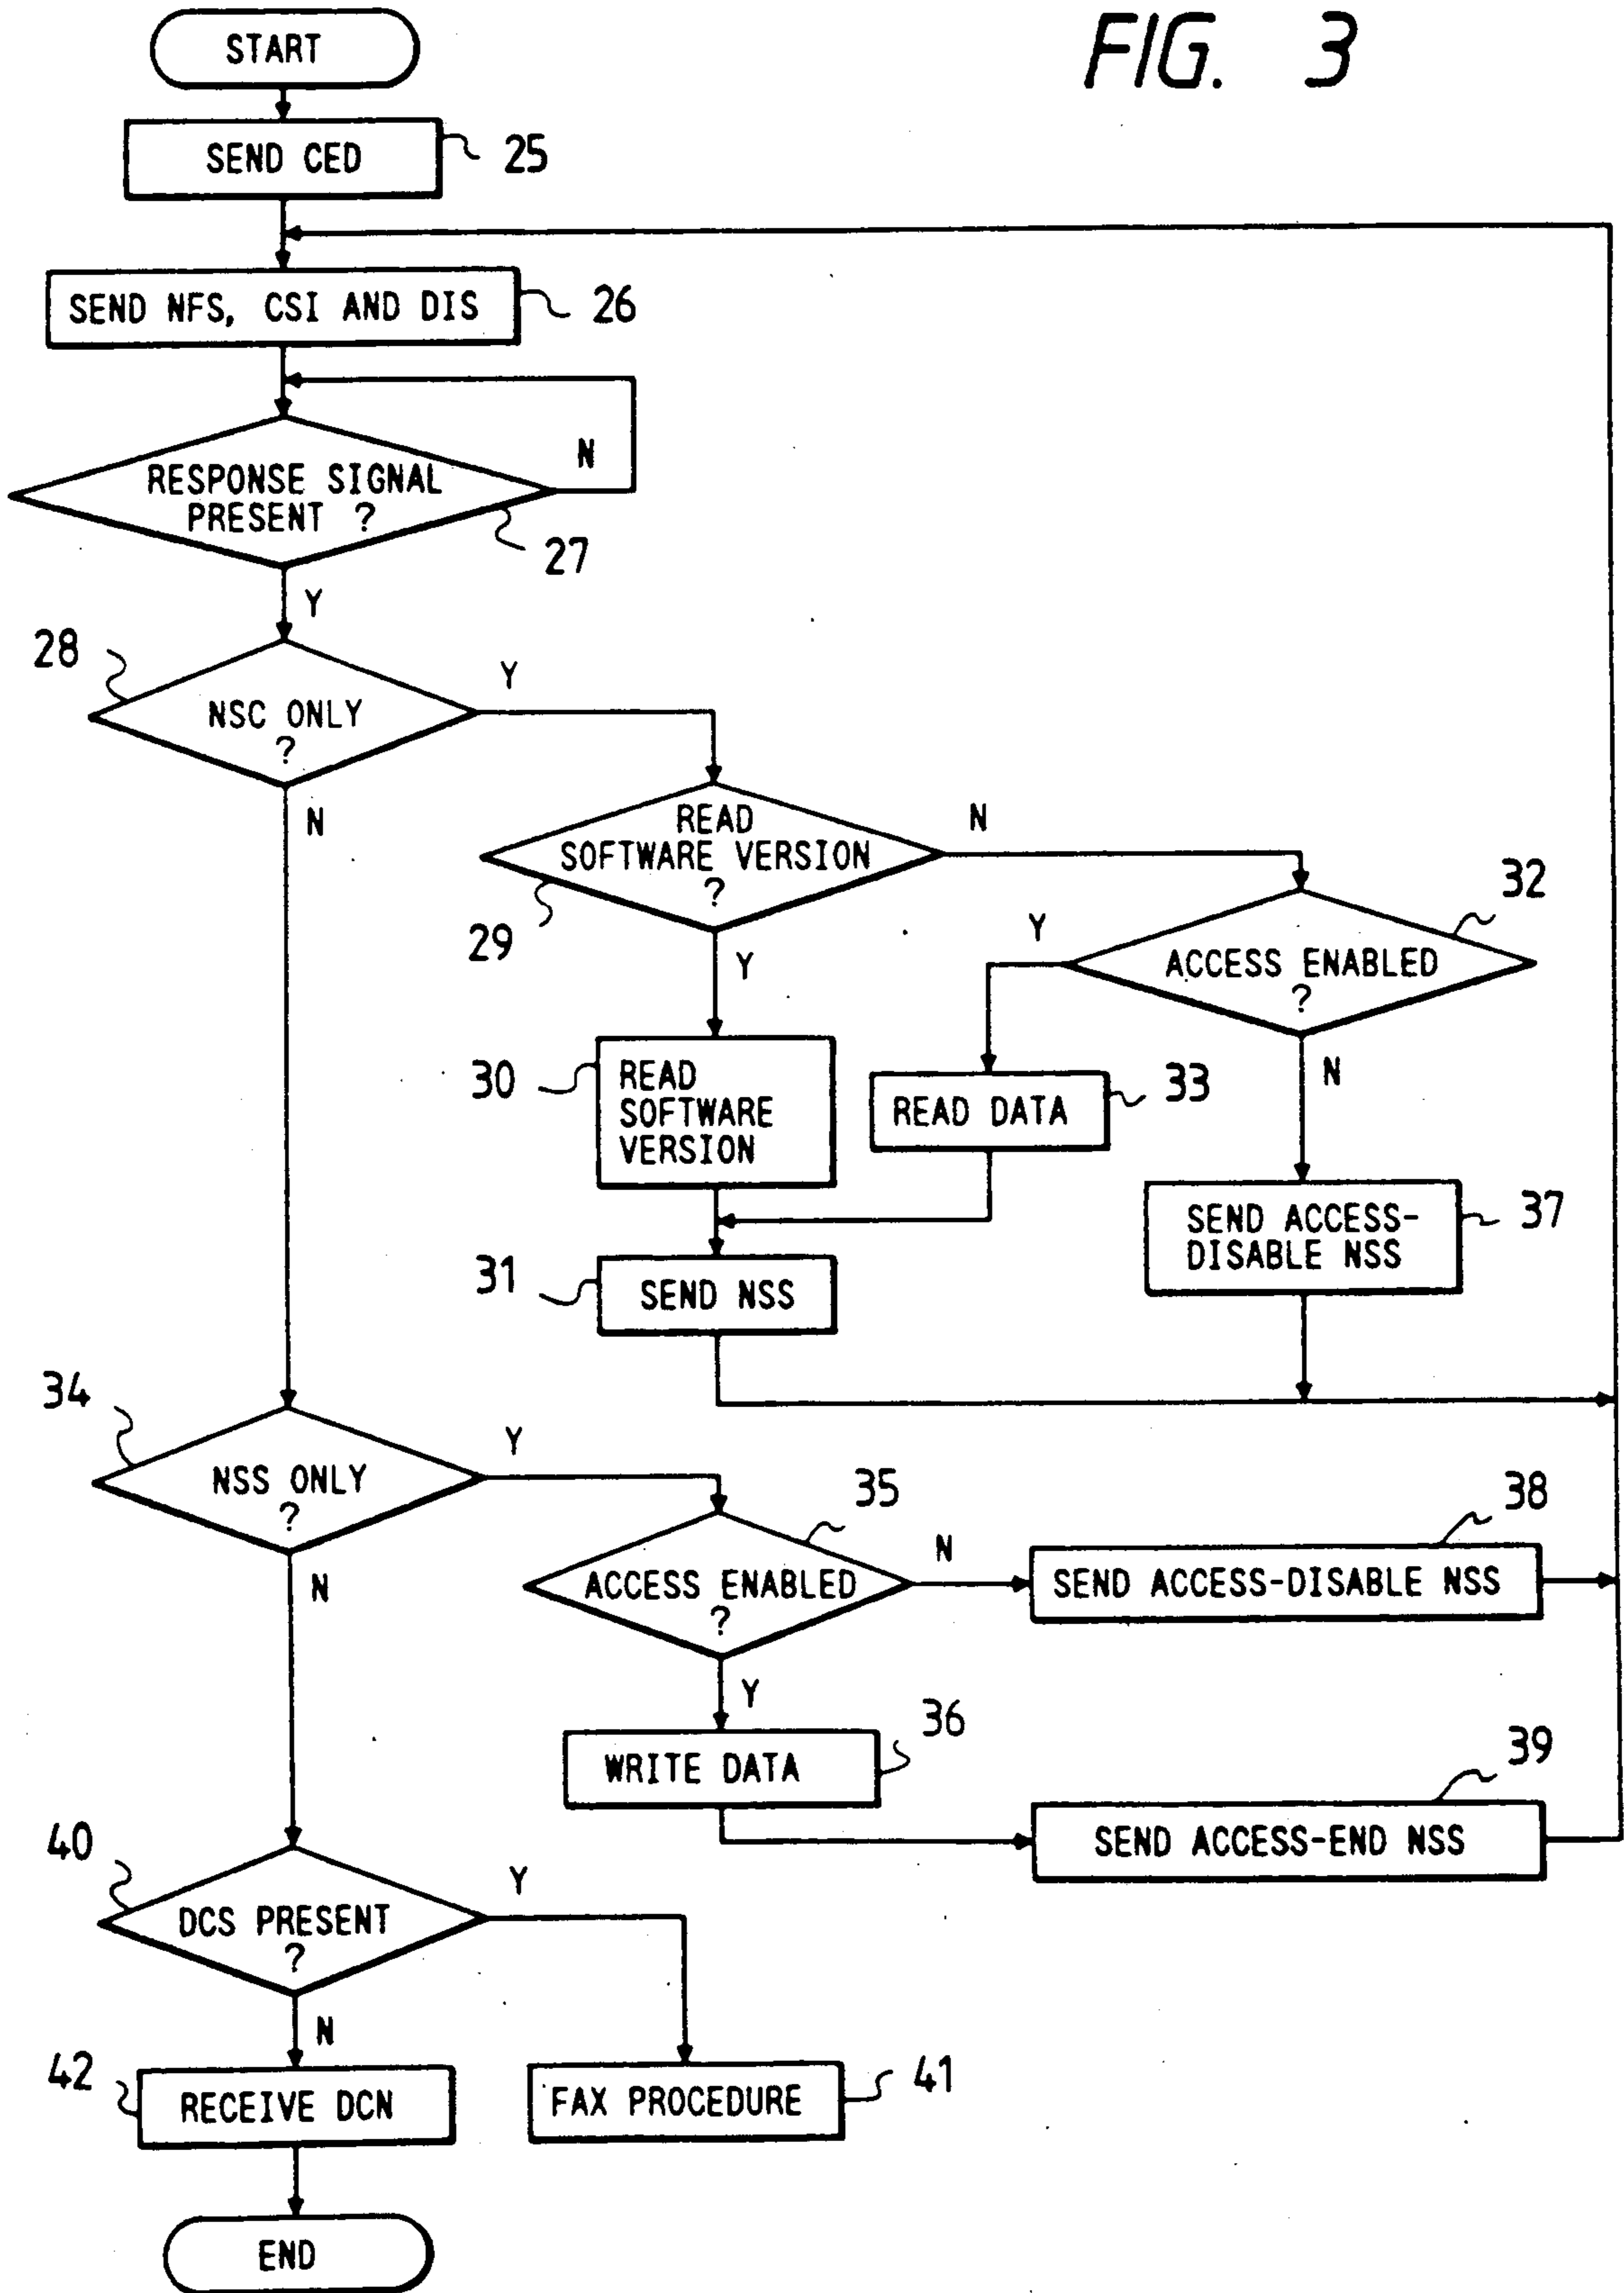 FIG. 3
START
SEND CED
25
SEND NFS, CSI AND DIS
26
RESPONSE SIGNAL
PRESENT ?
N
27
Y
28
NSC ONLY
?
Y
N
READ
SOFTWARE VERSION
?
N
29
Y
32
ACCESS ENABLED
?
Y
N
30
READ
SOFTWARE
VERSION
READ DATA
33
SEND ACCESS-
DISABLE NSS
37
31
SEND NSS
34
NSS ONLY
?
Y
N
35
ACCESS ENABLED
?
N
38
SEND ACCESS-DISABLE NSS
Y
36
WRITE DATA
39
SEND ACCESS-END NSS
40
DCS PRESENT
?
Y
N
42
RECEIVE DCN
FAX PROCEDURE
41
END